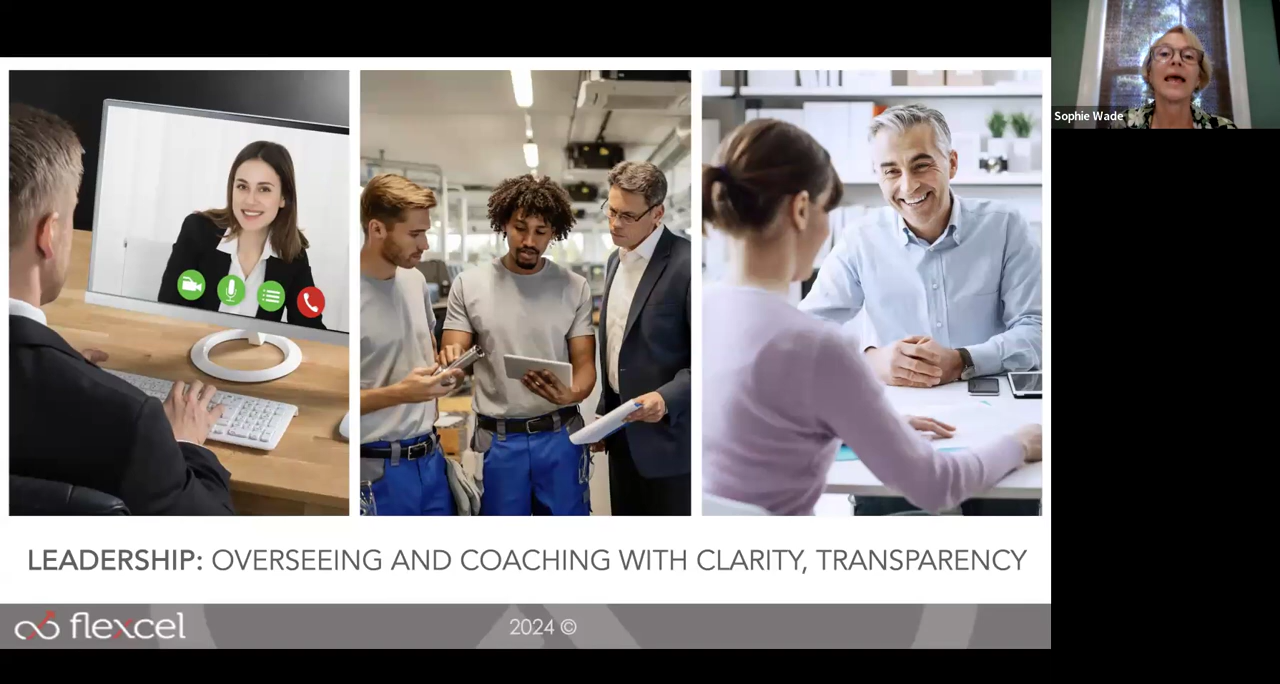 Sophie Wade
LEADERSHIP: OVERSEEING AND COACHING WITH CLARITY, TRANSPARENCY
flexcel
2024 ©